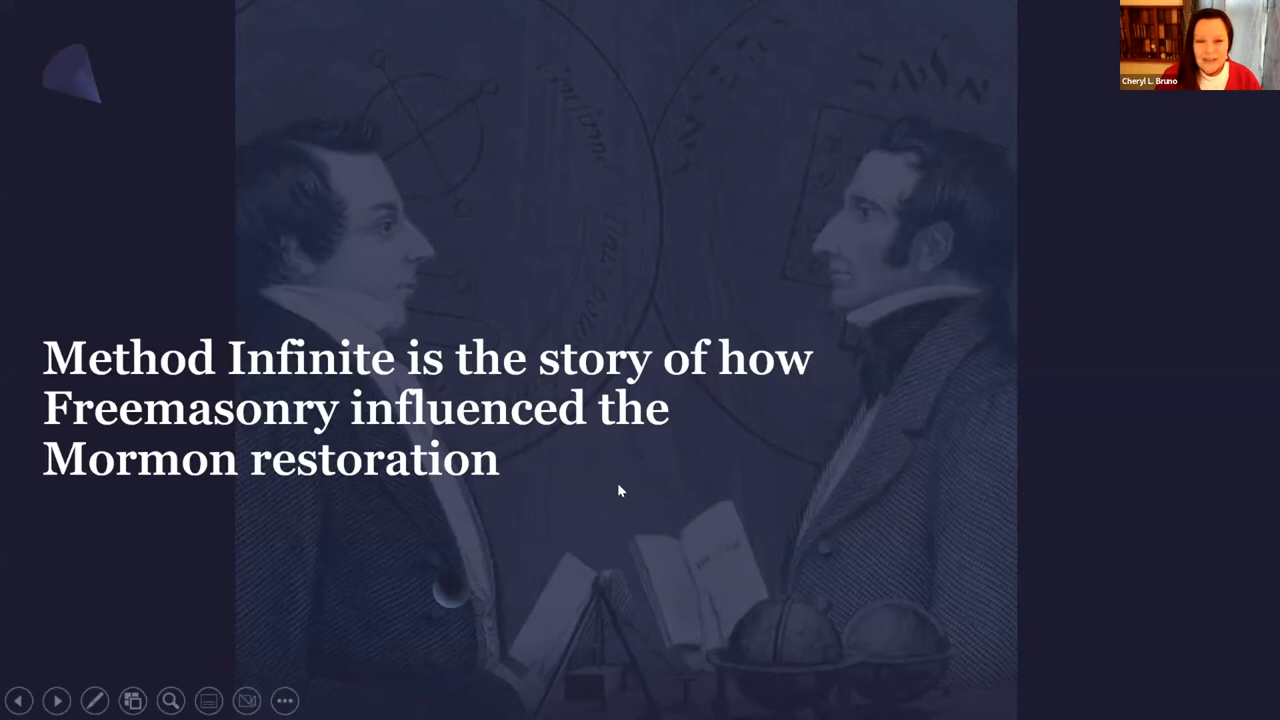 Cheryl L. Bruno
Method Infinite is the story of how
Freemasonry influenced the
Mormon restoration